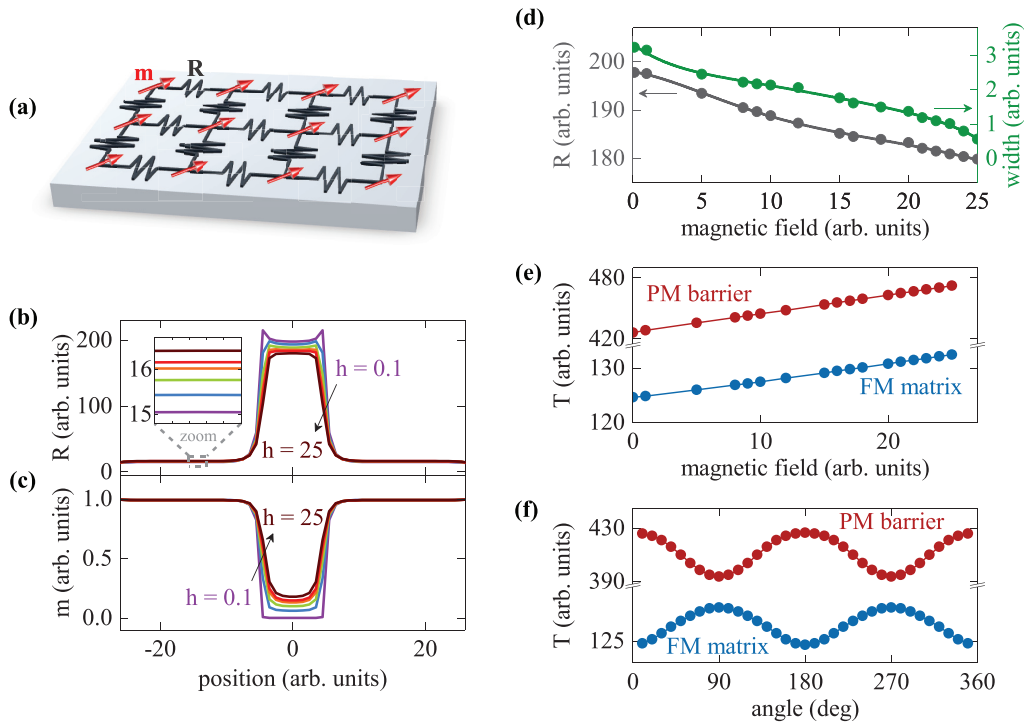 (a)
m
R
(b)
R (arb. units)
200
100
0
16
15
zoom
h = 0.1
h = 25
(c)
m (arb. units)
1.0
0.5
0.0
h = 25
h = 0.1
-20
0
20
position (arb. units)
(d)
R (arb. units)
200
190
180
3
2
1
0
width (arb. units)
0
5
10
15
20
25
magnetic field (arb. units)
(e)
T (arb. units)
480
420
130
120
PM barrier
FM matrix
0
10
20
magnetic field (arb. units)
(f)
T (arb. units)
430
390
125
PM barrier
FM matrix
0
90
180
270
360
angle (deg)